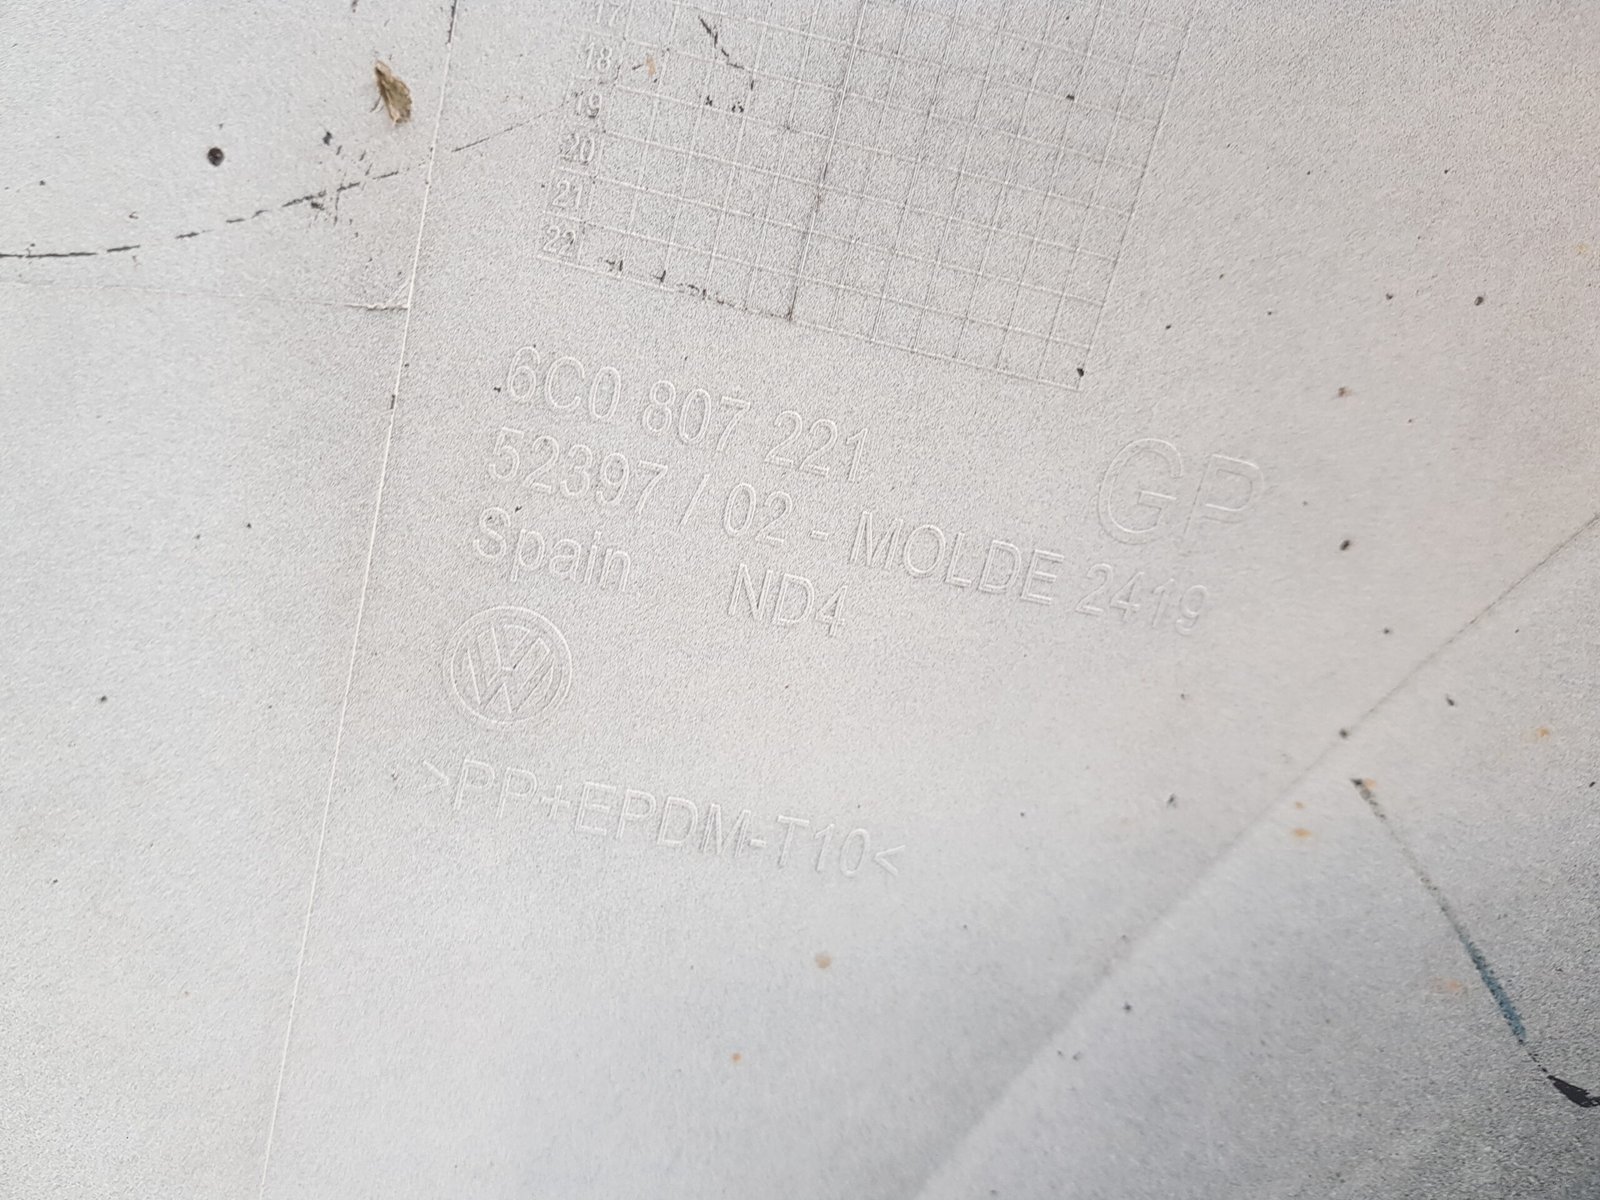 17
18
19
20
21
22
6C0 807 221
GP
52397 / 02 - MOLDE 2419
Spain ND4
VW
>PP+EPDM-T10<